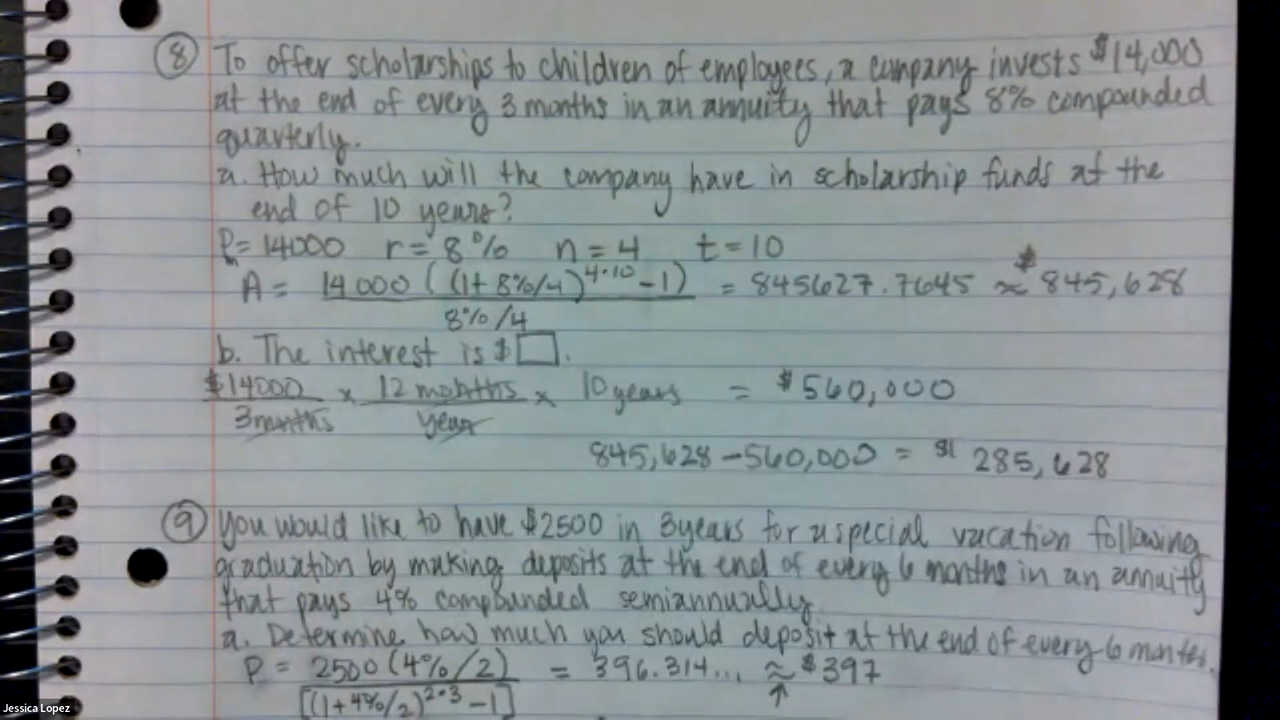 ⑧ To offer scholarships to children of employees, a company invests $14,000
at the end of every 3 months in an annuity that pays 8% compounded
quarterly.
a. How much will the company have in scholarship funds at the
end of 10 years?
P = 14000 r = 8% n = 4 t = 10
A = 14000 ((1 + 8%/4)^4·10 - 1) / 8%/4 = 845627.7645 ≈ $845,628
b. The interest is $□.
$14000 / 3 months × 12 months / year × 10 years = $560,000
845,628 - 560,000 = $ 285,628
⑨ You would like to have $2500 in 3 years for a special vacation following
graduation by making deposits at the end of every 6 months in an annuity
that pays 4% compounded semiannually
a. Determine how much you should deposit at the end of every 6 months.
P = 2500 (4%/2) / [(1 + 4%/2)^2·3 - 1] = 396.314... ≈ $397
↑
Jessica Lopez